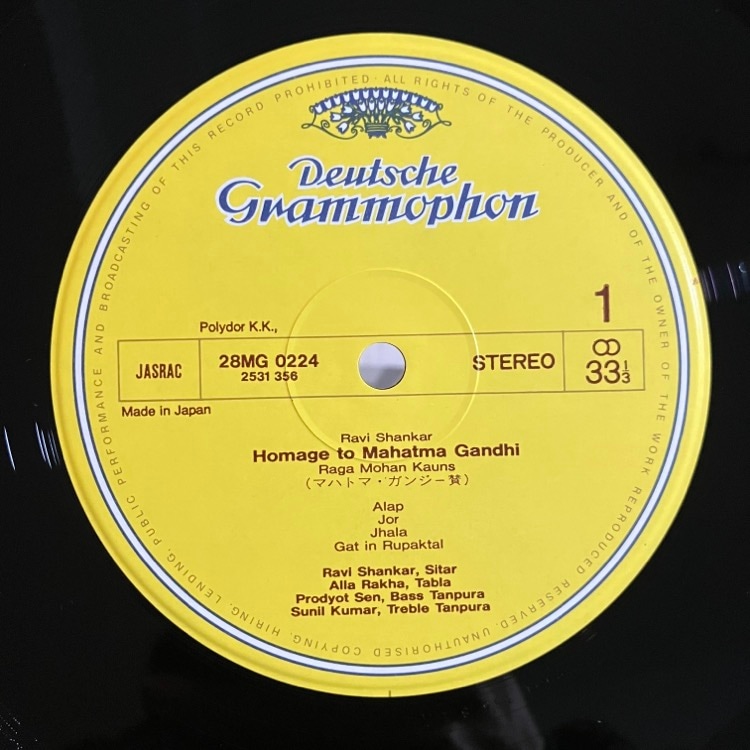 PUBLIC PERFORMANCE AND BROADCASTING OF THIS RECORD PROHIBITED · ALL RIGHTS OF THE PRODUCER AND OF THE OWNER OF THE WORK REPRODUCED RESERVED. UNAUTHORISED COPYING, HIRING, LENDING,
Deutsche
Grammophon
1
Polydor K.K.,
JASRAC
28MG 0224
2531 356
STEREO
33⅓
Made in Japan
Ravi Shankar
Homage to Mahatma Gandhi
Raga Mohan Kauns
(マハトマ・ガンジー賛)
Alap
Jor
Jhala
Gat in Rupaktal
Ravi Shankar, Sitar
Alla Rakha, Tabla
Prodyot Sen, Bass Tanpura
Sunil Kumar, Treble Tanpura